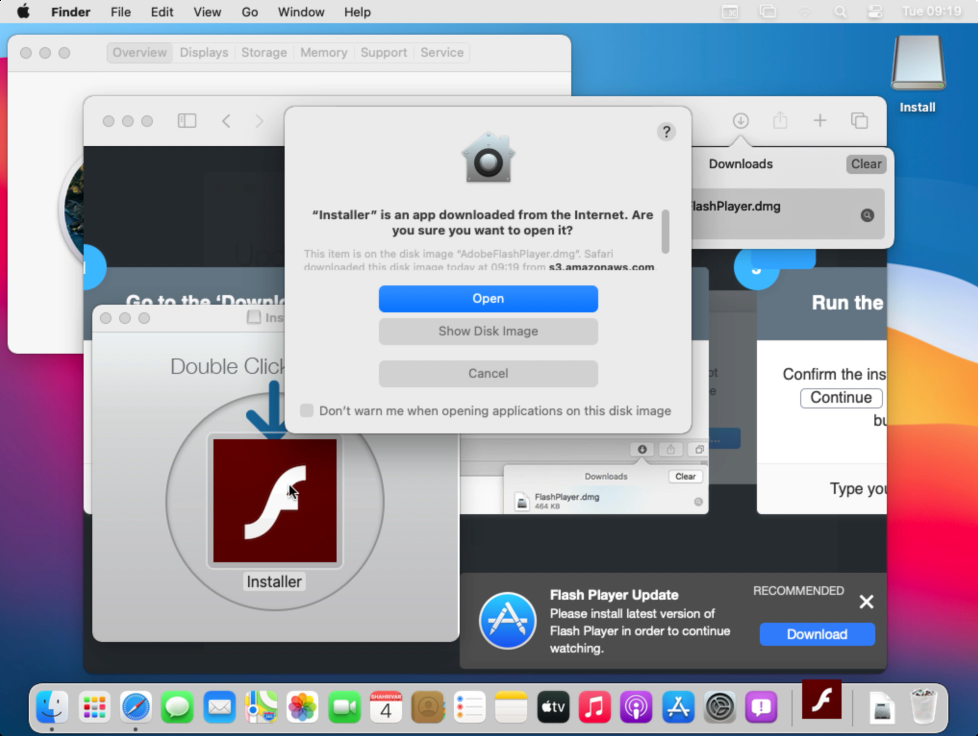 Finder File Edit View Go Window Help Tue 09:19
Overview Displays Storage Memory Support Service
Install
?
Downloads Clear
FlashPlayer.dmg
“Installer” is an app downloaded from the Internet. Are
you sure you want to open it?
This item is on the disk image “AdobeFlashPlayer.dmg”. Safari
downloaded this disk image today at 09:19 from s3.amazonaws.com
Open
Show Disk Image
Cancel
Don't warn me when opening applications on this disk image
Go to the ‘Downl
Double Click
Installer
Run the
Confirm the ins
Continue
bu
Type you
Downloads Clear
FlashPlayer.dmg
464 KB
Flash Player Update
RECOMMENDED
Please install latest version of
Flash Player in order to continue
watching.
Download
SHAHRIVAR
4
tv